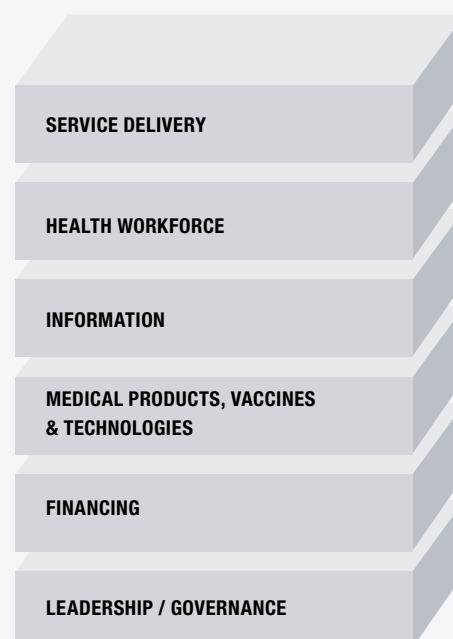 SERVICE DELIVERY
HEALTH WORKFORCE
INFORMATION
MEDICAL PRODUCTS, VACCINES
& TECHNOLOGIES
FINANCING
LEADERSHIP / GOVERNANCE